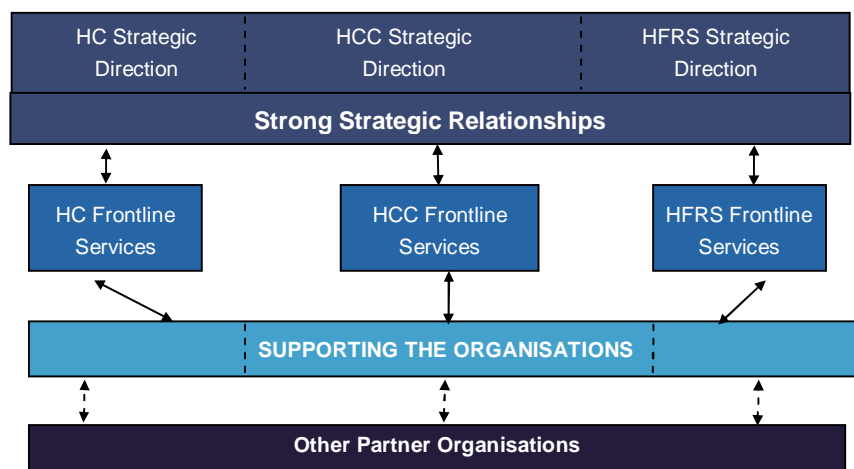 HC Strategic
Direction
HCC Strategic
Direction
HFRS Strategic
Direction
Strong Strategic Relationships
HC Frontline
Services
HCC Frontline
Services
HFRS Frontline
Services
SUPPORTING THE ORGANISATIONS
Other Partner Organisations